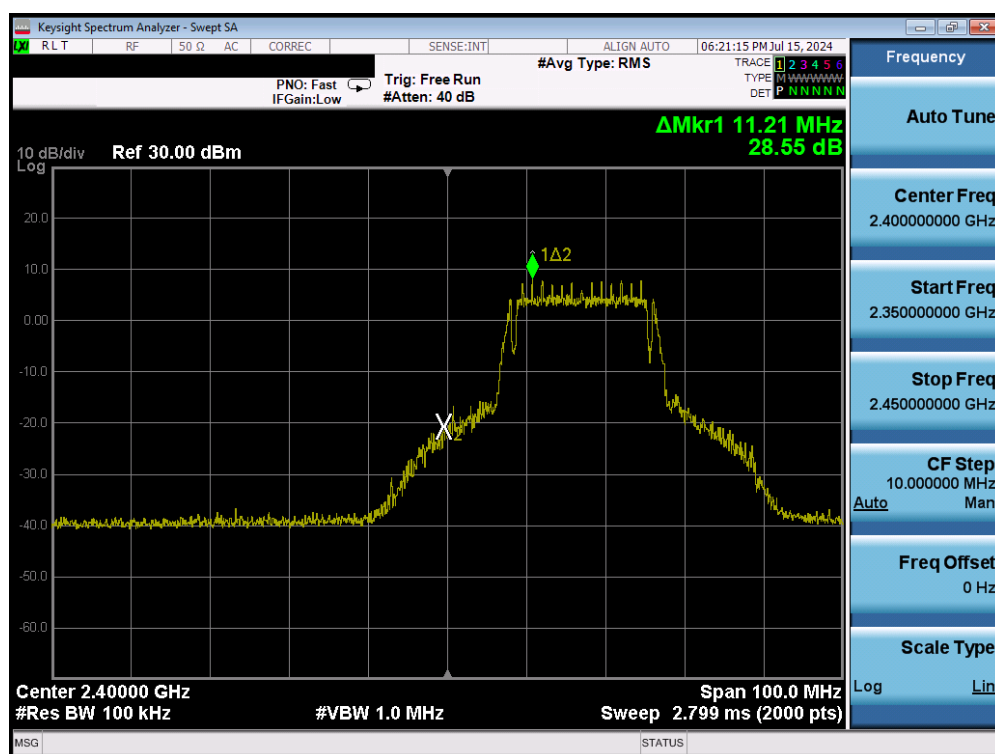 Keysight Spectrum Analyzer - Swept SA
LXI R L T RF 50 Ω AC CORREC SENSE:INT ALIGN AUTO 06:21:15 PM Jul 15, 2024
#Avg Type: RMS
TRACE 1 2 3 4 5 6
PNO: Fast Trig: Free Run TYPE M W W W W W
IFGain:Low #Atten: 40 dB DET P N N N N N
ΔMkr1 11.21 MHz
28.55 dB
10 dB/div Ref 30.00 dBm
Log
20.0
1Δ2
10.0
0.00
-10.0
-20.0
X2
-30.0
-40.0
-50.0
-60.0
Center 2.40000 GHz Span 100.0 MHz
#Res BW 100 kHz #VBW 1.0 MHz Sweep 2.799 ms (2000 pts)
MSG STATUS
Frequency
Auto Tune
Center Freq
2.400000000 GHz
Start Freq
2.350000000 GHz
Stop Freq
2.450000000 GHz
CF Step
10.000000 MHz
Auto Man
Freq Offset
0 Hz
Scale Type
Log Lin